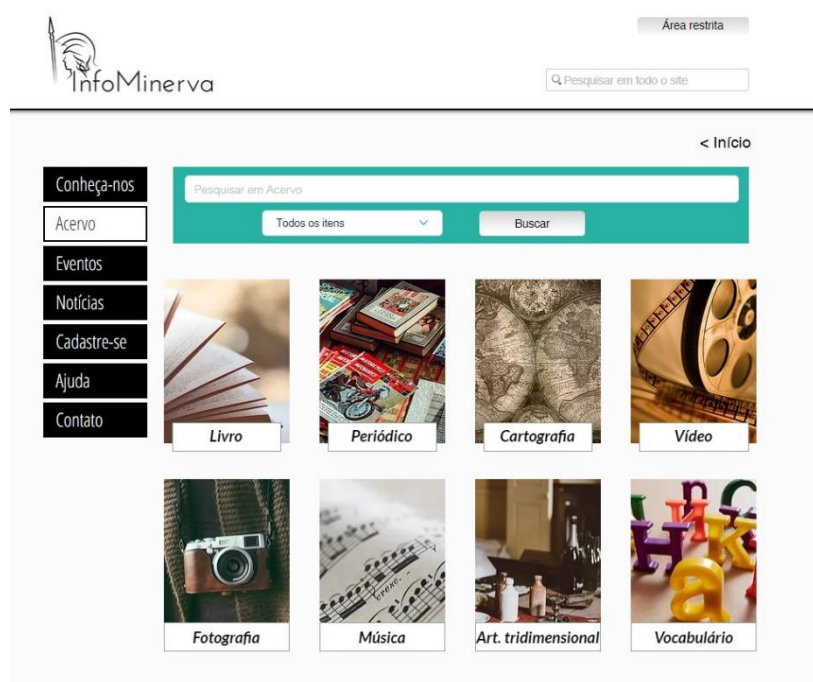 Área restrita
InfoMinerva
Pesquisar em todo o site
< Início
Conheça-nos
Acervo
Eventos
Notícias
Cadastre-se
Ajuda
Contato
Pesquisar em Acervo
Todos os itens
Buscar
Livro
Periódico
Cartografia
Vídeo
Fotografia
Música
Art. tridimensional
Vocabulário